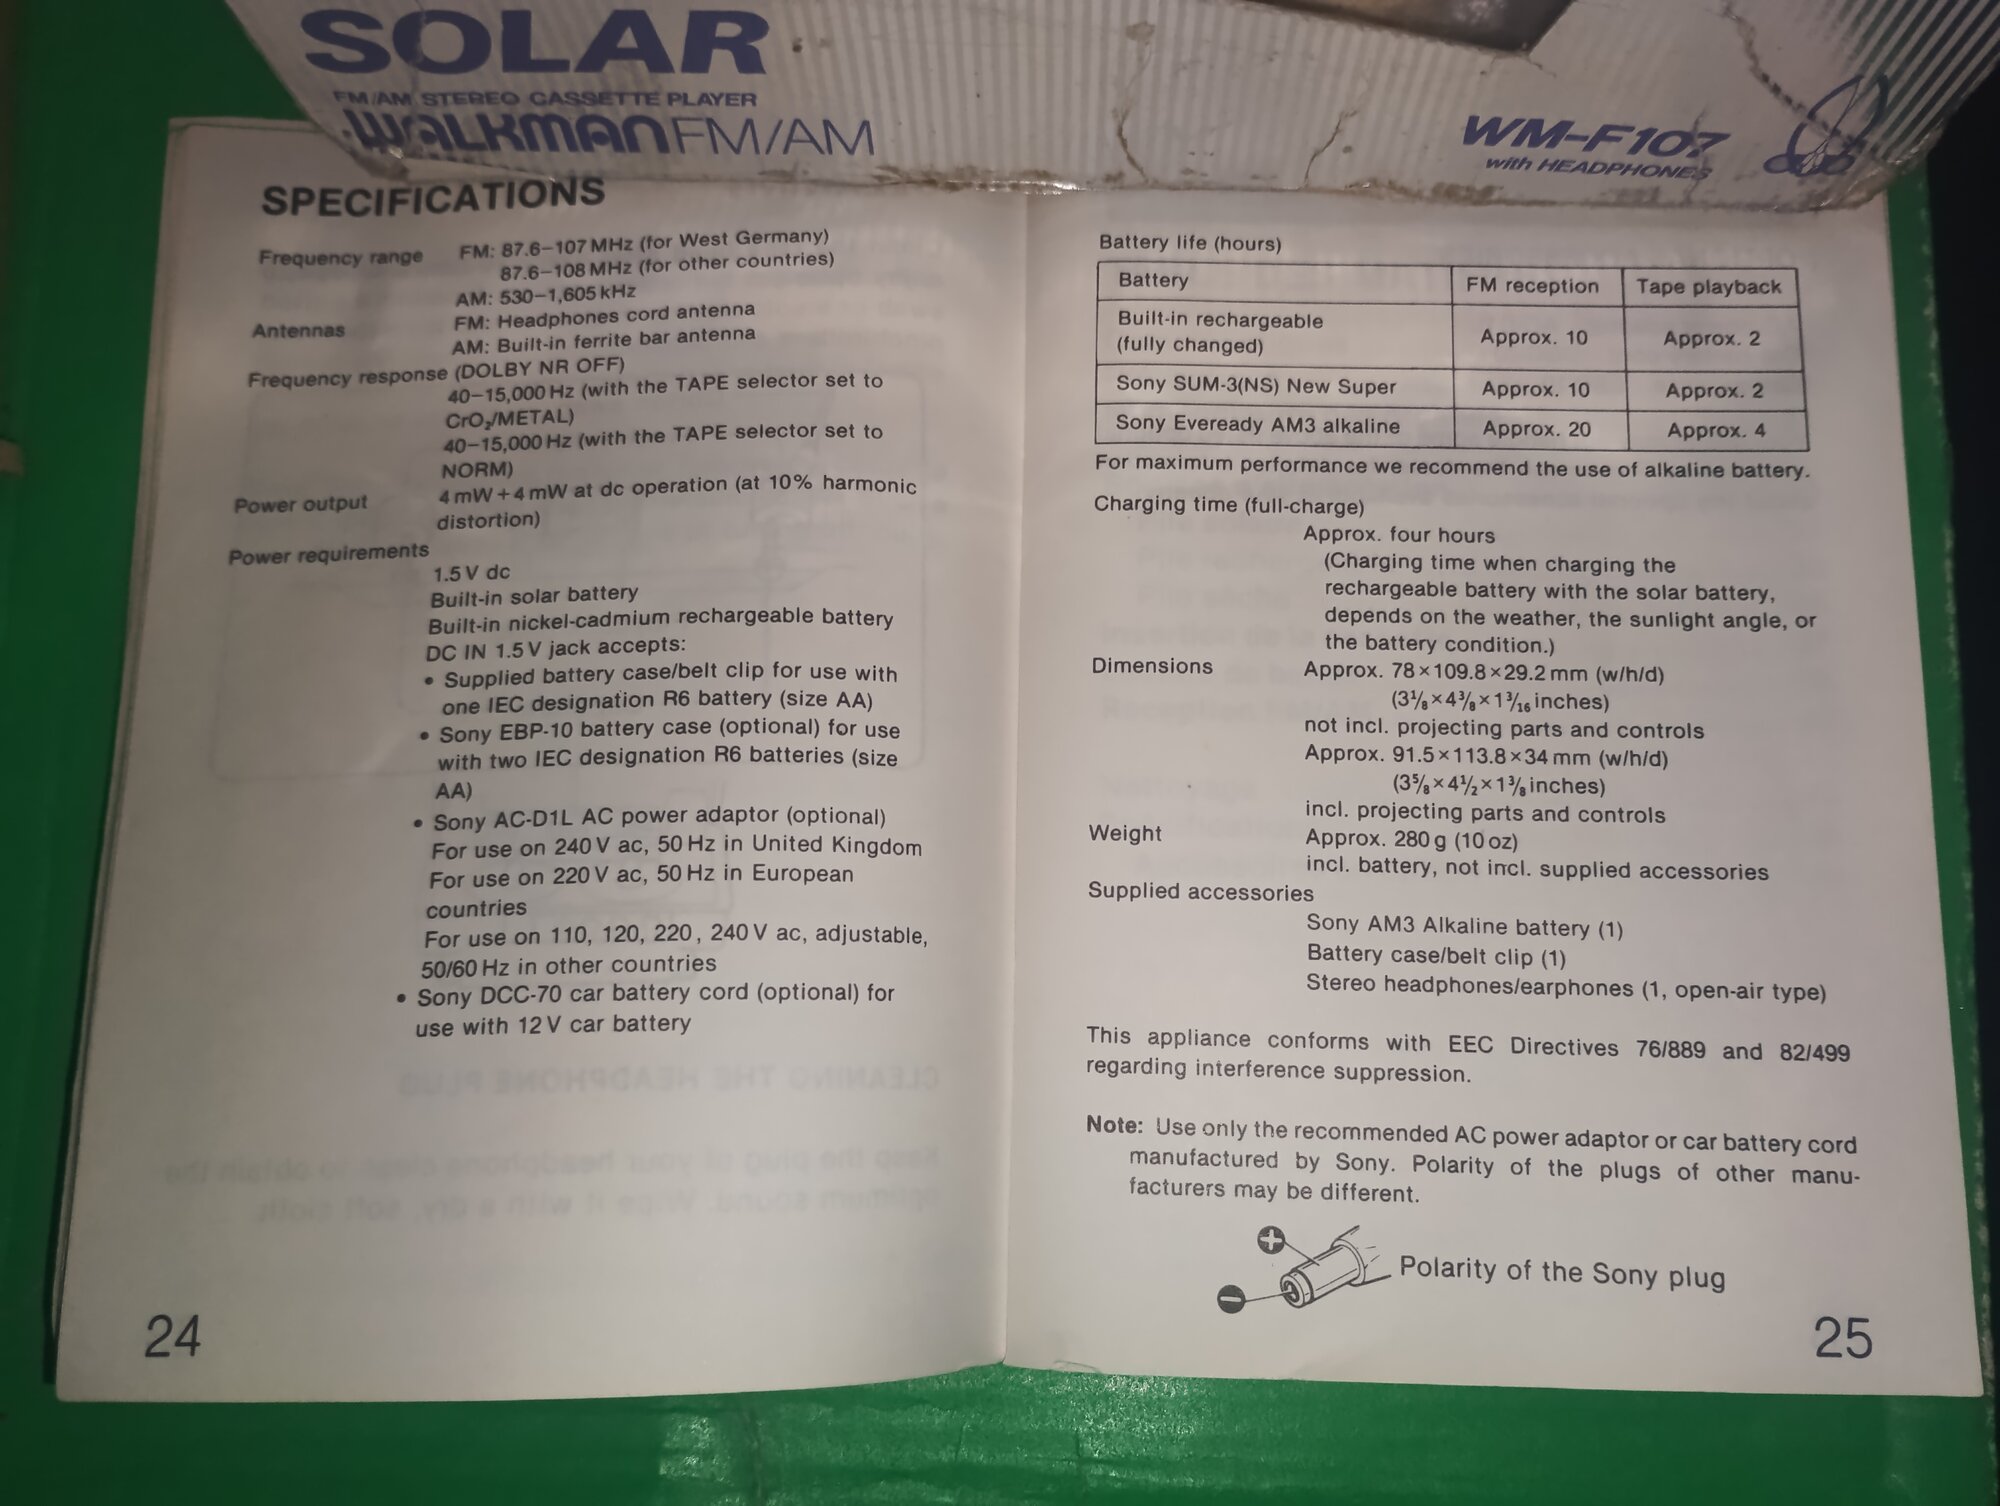 SOLAR
FM/AM STEREO CASSETTE PLAYER
WALKMAN FM/AM
WM-F107
with HEADPHONES
SPECIFICATIONS
Frequency range FM: 87.6–107 MHz (for West Germany)
87.6–108 MHz (for other countries)
AM: 530–1,605 kHz
Antennas FM: Headphones cord antenna
AM: Built-in ferrite bar antenna
Frequency response (DOLBY NR OFF)
40–15,000 Hz (with the TAPE selector set to
CrO₂/METAL)
40–15,000 Hz (with the TAPE selector set to
NORM)
Power output 4 mW + 4 mW at dc operation (at 10% harmonic
distortion)
Power requirements
1.5 V dc
Built-in solar battery
Built-in nickel-cadmium rechargeable battery
DC IN 1.5 V jack accepts:
• Supplied battery case/belt clip for use with
one IEC designation R6 battery (size AA)
• Sony EBP-10 battery case (optional) for use
with two IEC designation R6 batteries (size
AA)
• Sony AC-D1L AC power adaptor (optional)
For use on 240 V ac, 50 Hz in United Kingdom
For use on 220 V ac, 50 Hz in European
countries
For use on 110, 120, 220, 240 V ac, adjustable,
50/60 Hz in other countries
• Sony DCC-70 car battery cord (optional) for
use with 12 V car battery
24
Battery life (hours)
Battery FM reception Tape playback
Built-in rechargeable
(fully changed) Approx. 10 Approx. 2
Sony SUM-3(NS) New Super Approx. 10 Approx. 2
Sony Eveready AM3 alkaline Approx. 20 Approx. 4
For maximum performance we recommend the use of alkaline battery.
Charging time (full-charge)
Approx. four hours
(Charging time when charging the
rechargeable battery with the solar battery,
depends on the weather, the sunlight angle, or
the battery condition.)
Dimensions Approx. 78 × 109.8 × 29.2 mm (w/h/d)
(3⅛ × 4⅜ × 1³⁄₁₆ inches)
not incl. projecting parts and controls
Approx. 91.5 × 113.8 × 34 mm (w/h/d)
(3⅝ × 4½ × 1⅜ inches)
incl. projecting parts and controls
Weight Approx. 280 g (10 oz)
incl. battery, not incl. supplied accessories
Supplied accessories
Sony AM3 Alkaline battery (1)
Battery case/belt clip (1)
Stereo headphones/earphones (1, open-air type)
This appliance conforms with EEC Directives 76/889 and 82/499
regarding interference suppression.
Note: Use only the recommended AC power adaptor or car battery cord
manufactured by Sony. Polarity of the plugs of other manu-
facturers may be different.
Polarity of the Sony plug
25